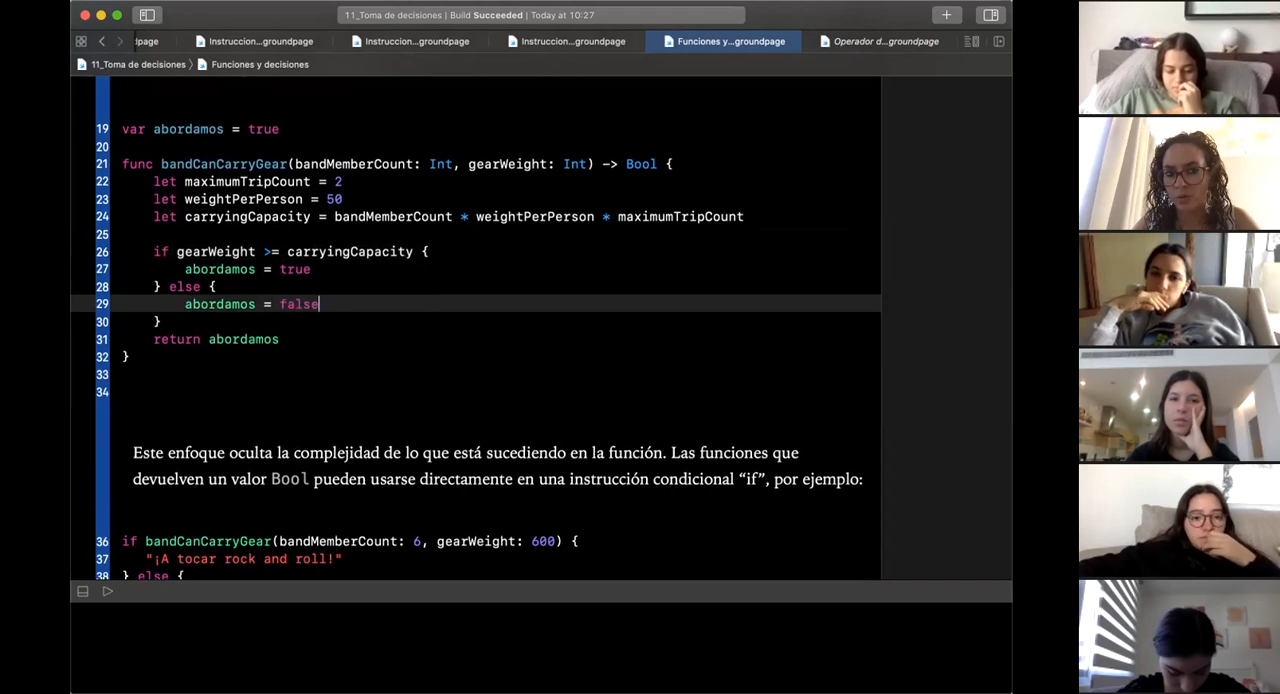 11_Toma de decisiones | Build Succeeded | Today at 10:27
dpage
Instruccion...groundpage
Instruccion...groundpage
Instruccion...groundpage
Funciones y...groundpage
Operador d...groundpage
11_Toma de decisiones
Funciones y decisiones
19 var abordamos = true
20
21 func bandCanCarryGear(bandMemberCount: Int, gearWeight: Int) -> Bool {
22 let maximumTripCount = 2
23 let weightPerPerson = 50
24 let carryingCapacity = bandMemberCount * weightPerPerson * maximumTripCount
25
26 if gearWeight >= carryingCapacity {
27 abordamos = true
28 } else {
29 abordamos = false
30 }
31 return abordamos
32 }
33
34
Este enfoque oculta la complejidad de lo que está sucediendo en la función. Las funciones que
devuelven un valor Bool pueden usarse directamente en una instrucción condicional “if”, por ejemplo:
36 if bandCanCarryGear(bandMemberCount: 6, gearWeight: 600) {
37 "¡A tocar rock and roll!"
38 } else {